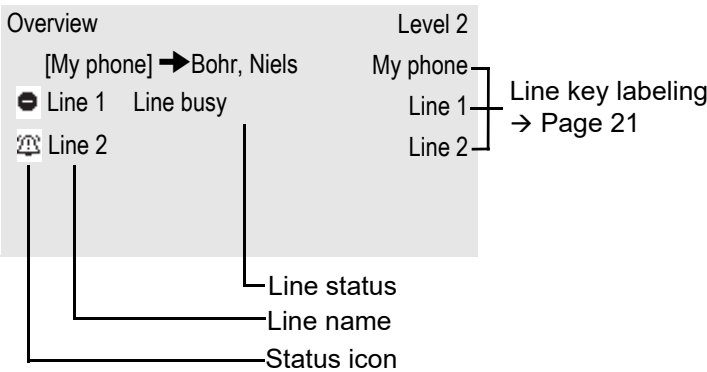 Overview Level 2
[My phone] ➔ Bohr, Niels My phone
Line 1 Line busy Line 1
Line 2 Line 2
Line key labeling
→ Page 21
Line status
Line name
Status icon